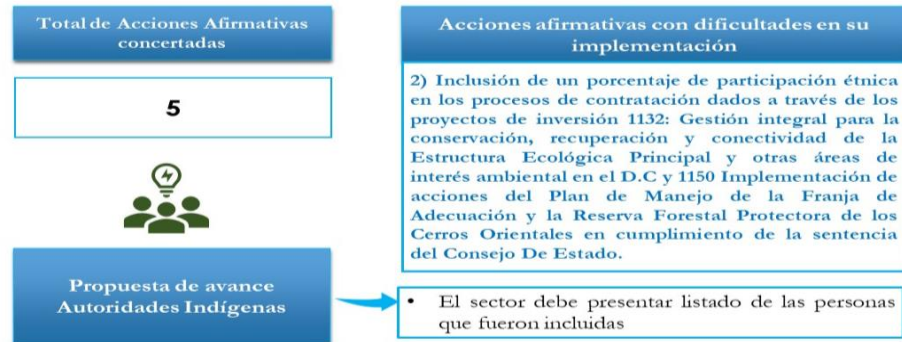 Total de Acciones Afirmativas
concertadas
5
Propuesta de avance
Autoridades Indígenas
Acciones afirmativas con dificultades en su
implementación
2) Inclusión de un porcentaje de participación étnica
en los procesos de contratación dados a través de los
proyectos de inversión 1132: Gestión integral para la
conservación, recuperación y conectividad de la
Estructura Ecológica Principal y otras áreas de
interés ambiental en el D.C y 1150 Implementación de
acciones del Plan de Manejo de la Franja de
Adecuación y la Reserva Forestal Protectora de los
Cerros Orientales en cumplimiento de la sentencia
del Consejo De Estado.
• El sector debe presentar listado de las personas
que fueron incluidas